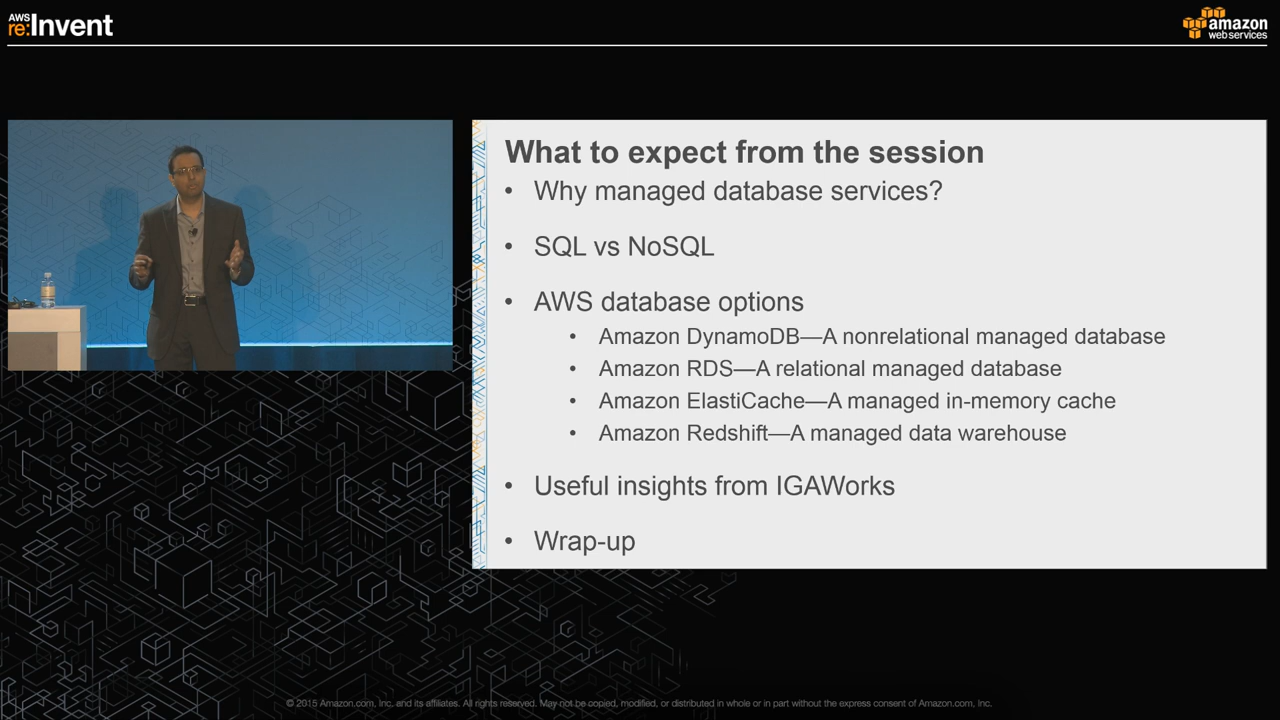 AWS
re:Invent
amazon
webservices
What to expect from the session
• Why managed database services?
• SQL vs NoSQL
• AWS database options
• Amazon DynamoDB—A nonrelational managed database
• Amazon RDS—A relational managed database
• Amazon ElastiCache—A managed in-memory cache
• Amazon Redshift—A managed data warehouse
• Useful insights from IGAWorks
• Wrap-up
© 2015 Amazon.com, Inc. and its affiliates. All rights reserved. May not be copied, modified, or distributed in whole or in part without the express consent of Amazon.com, Inc.